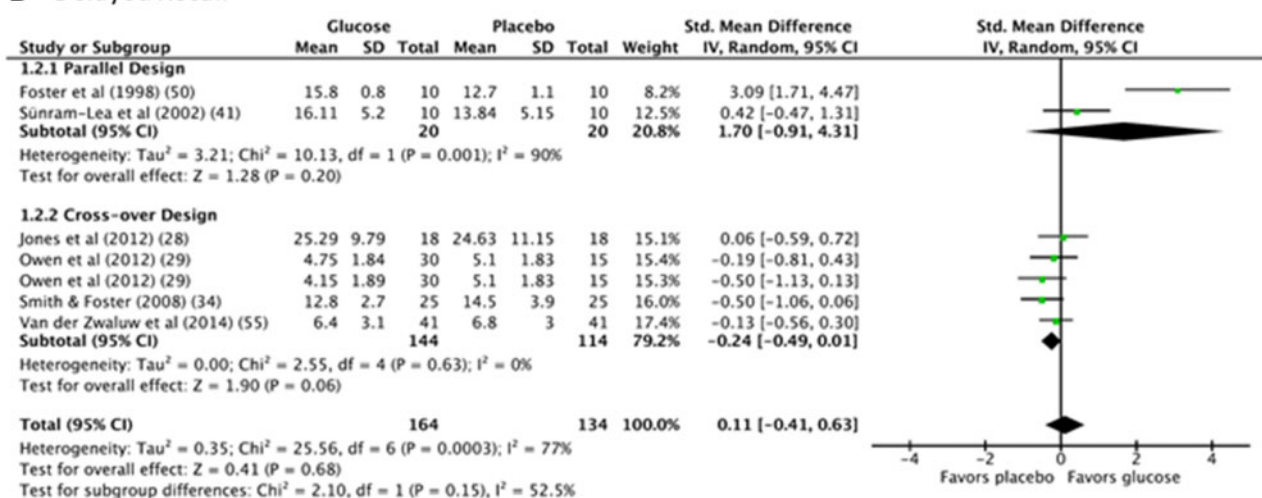 Glucose Placebo Std. Mean Difference Std. Mean Difference
Study or Subgroup Mean SD Total Mean SD Total Weight IV, Random, 95% CI IV, Random, 95% CI
1.2.1 Parallel Design
Foster et al (1998) (50) 15.8 0.8 10 12.7 1.1 10 8.2% 3.09 [1.71, 4.47]
Sünram-Lea et al (2002) (41) 16.11 5.2 10 13.84 5.15 10 12.5% 0.42 [-0.47, 1.31]
Subtotal (95% CI) 20 20 20.8% 1.70 [-0.91, 4.31]
Heterogeneity: Tau² = 3.21; Chi² = 10.13, df = 1 (P = 0.001); I² = 90%
Test for overall effect: Z = 1.28 (P = 0.20)
1.2.2 Cross-over Design
Jones et al (2012) (28) 25.29 9.79 18 24.63 11.15 18 15.1% 0.06 [-0.59, 0.72]
Owen et al (2012) (29) 4.75 1.84 30 5.1 1.83 15 15.4% -0.19 [-0.81, 0.43]
Owen et al (2012) (29) 4.15 1.89 30 5.1 1.83 15 15.3% -0.50 [-1.13, 0.13]
Smith & Foster (2008) (34) 12.8 2.7 25 14.5 3.9 25 16.0% -0.50 [-1.06, 0.06]
Van der Zwaluw et al (2014) (55) 6.4 3.1 41 6.8 3 41 17.4% -0.13 [-0.56, 0.30]
Subtotal (95% CI) 144 114 79.2% -0.24 [-0.49, 0.01]
Heterogeneity: Tau² = 0.00; Chi² = 2.55, df = 4 (P = 0.63); I² = 0%
Test for overall effect: Z = 1.90 (P = 0.06)
Total (95% CI) 164 134 100.0% 0.11 [-0.41, 0.63]
Heterogeneity: Tau² = 0.35; Chi² = 25.56, df = 6 (P = 0.0003); I² = 77%
Test for overall effect: Z = 0.41 (P = 0.68)
Test for subgroup differences: Chi² = 2.10, df = 1 (P = 0.15), I² = 52.5%
-4 -2 0 2 4
Favors placebo Favors glucose